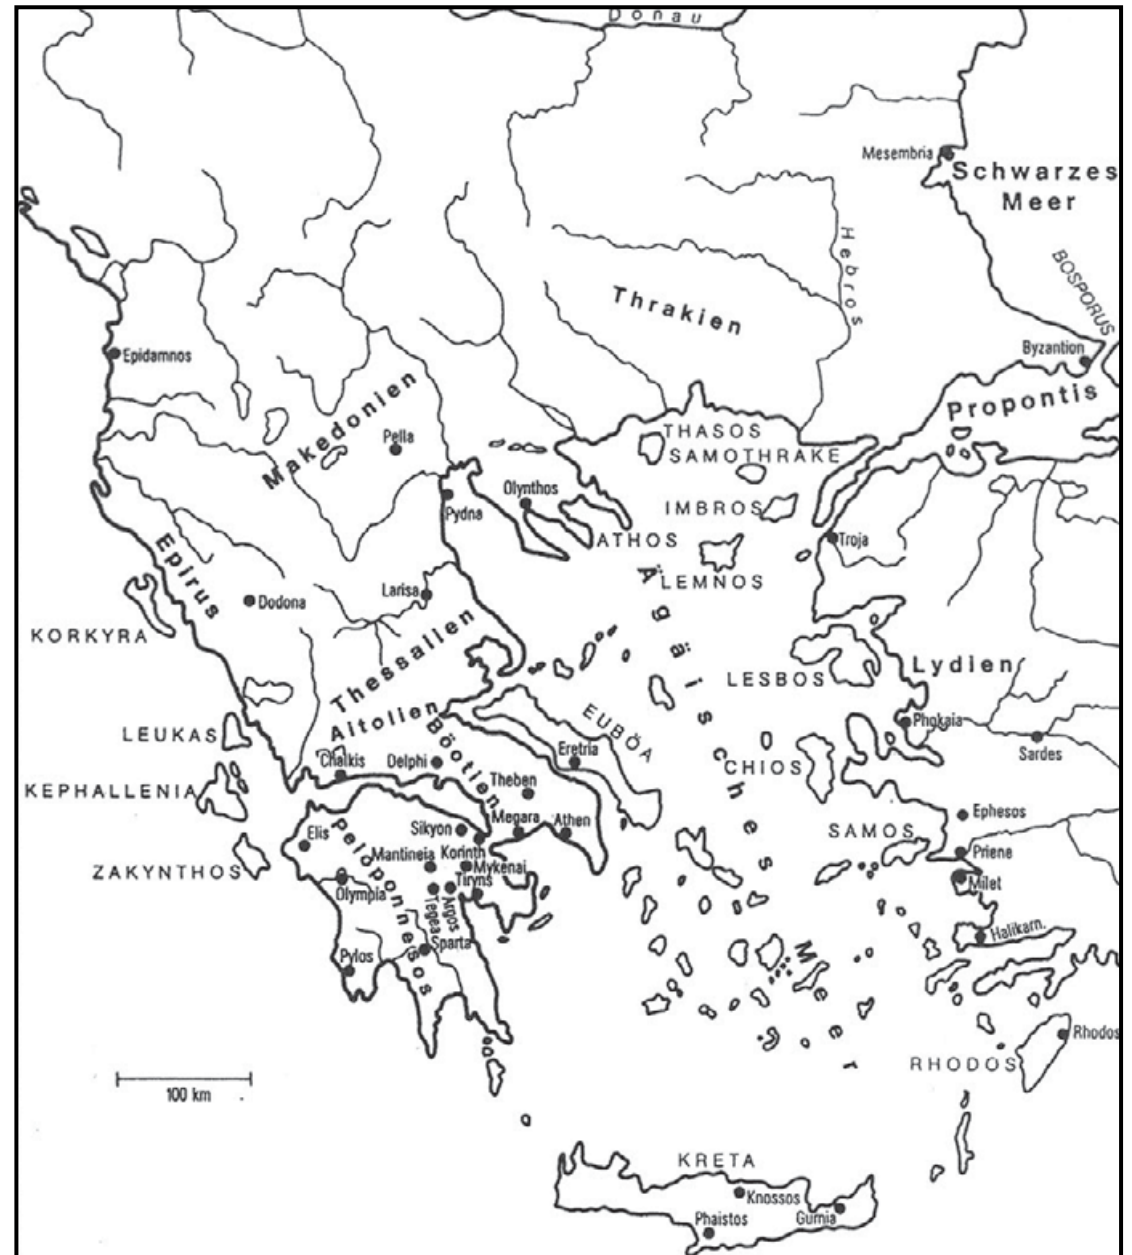 Donau
Mesembria
Schwarzes
Meer
Hebros
BOSPORUS
Thrakien
Epidamnos
Byzantion
Propontis
Makedonien
Pella
THASOS
SAMOTHRAKE
Olynthos
Pydna
IMBROS
ATHOS
Troja
LEMNOS
Ägäisches
Meer
Epirus
Dodona
Larisa
KORKYRA
Thessalien
Lydien
LESBOS
Aitolien
Böotien
EUBÖA
Phokaia
LEUKAS
Sardes
Chalkis
Delphi
Eretria
CHIOS
Theben
KEPHALLENIA
Ephesos
Elis
Peloponnesos
Sikyon
Megara
Athen
SAMOS
Mantineia
Korinth
Priene
ZAKYNTHOS
Mykenai
Tiryns
Olympia
Tegea
Argos
Milet
Halikarn.
Sparta
Pylos
Rhodos
RHODOS
100 km
KRETA
Knossos
Phaistos
Gurnia